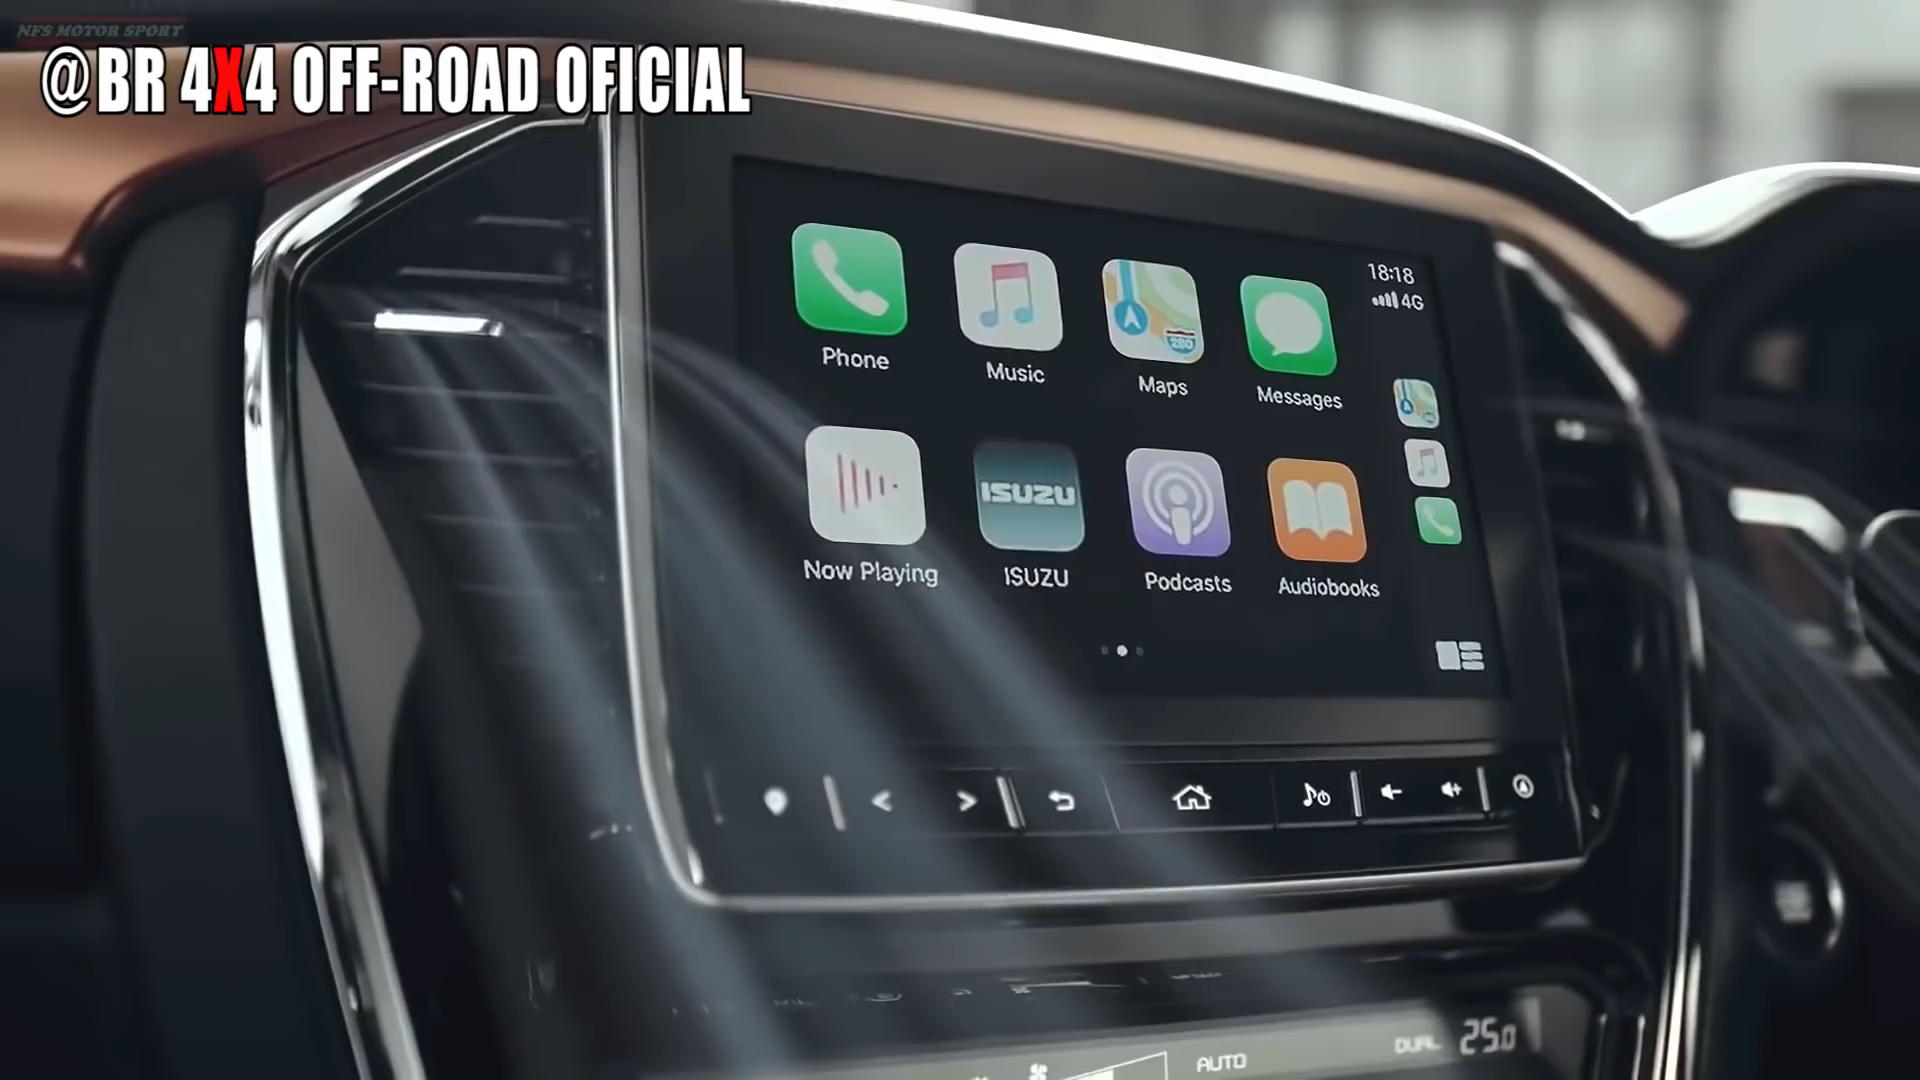 NFS MOTOR SPORT
@BR 4X4 OFF-ROAD OFICIAL
18:18
4G
280
Phone
Music
Maps
Messages
ISUZU
Now Playing
ISUZU
Podcasts
Audiobooks
DUAL
25.0
AUTO